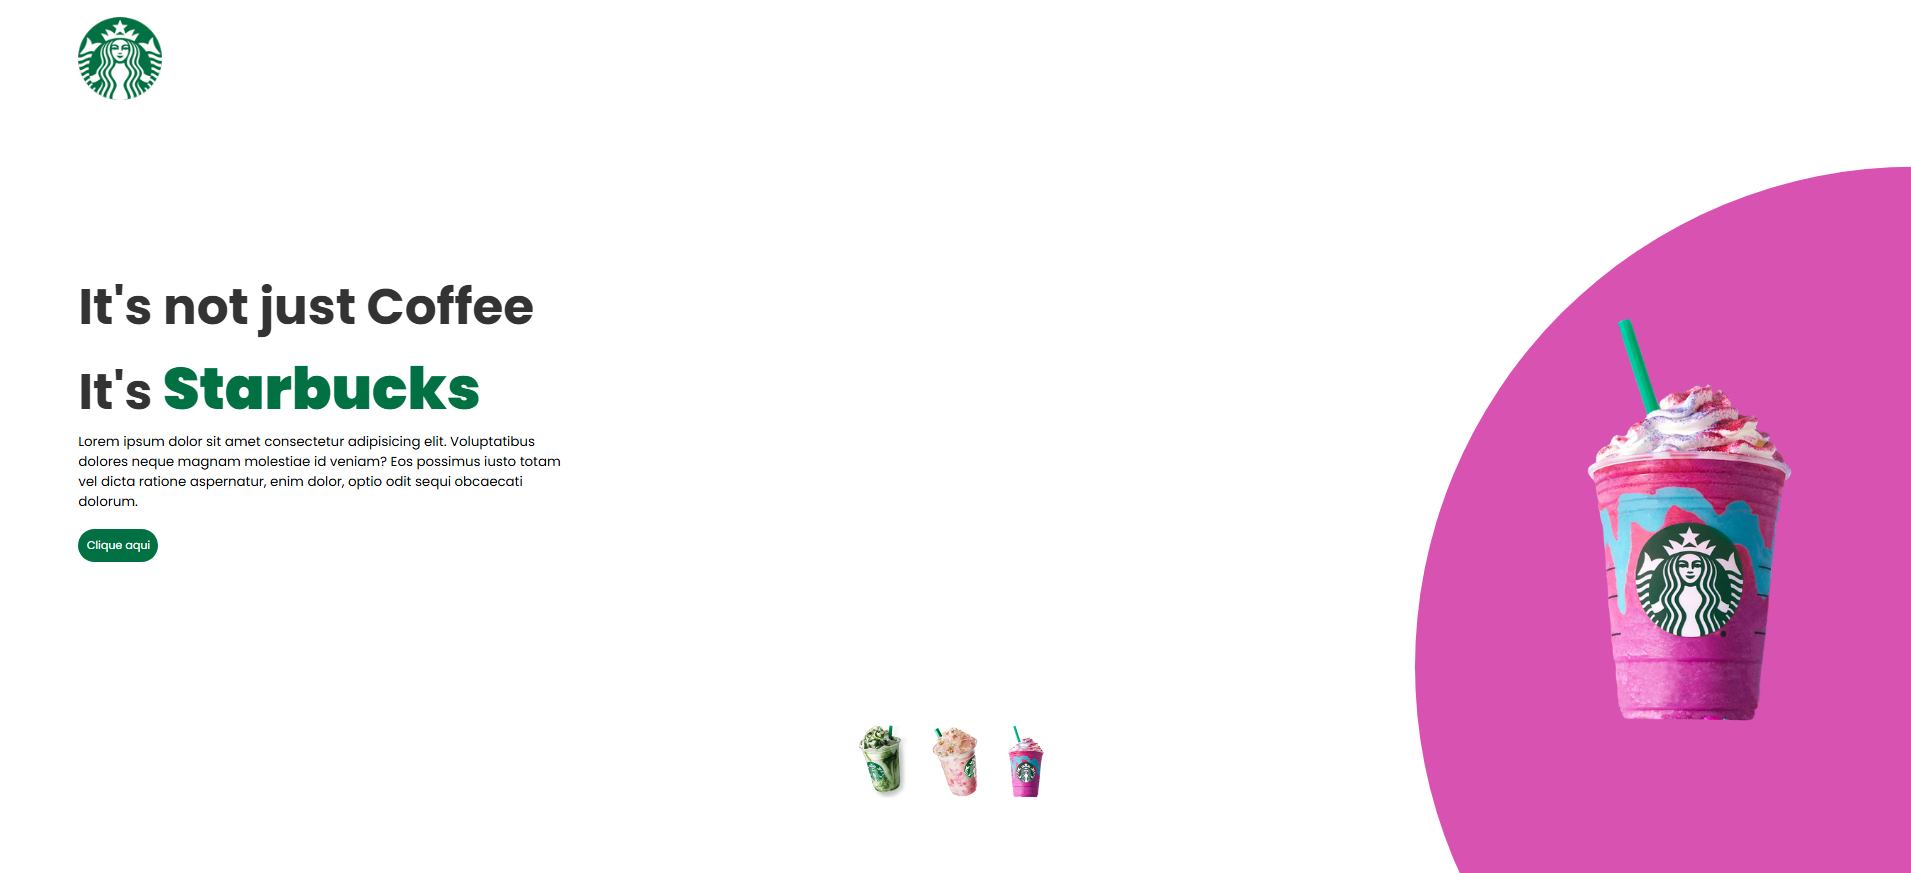 It's not just Coffee
It's Starbucks
Lorem ipsum dolor sit amet consectetur adipisicing elit. Voluptatibus
dolores neque magnam molestiae id veniam? Eos possimus iusto totam
vel dicta ratione aspernatur, enim dolor, optio odit sequi obcaecati
dolorum.
Clique aqui